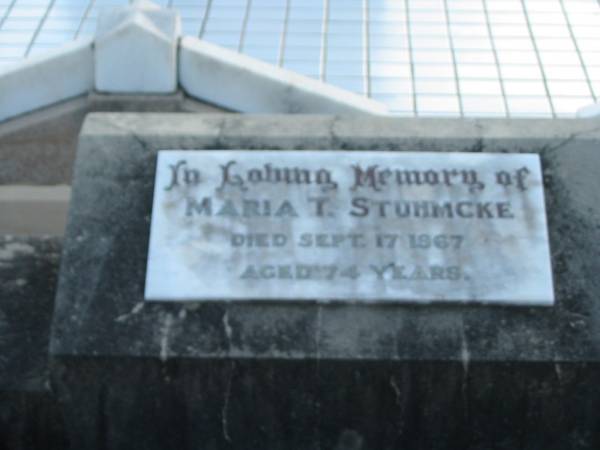 In Loving Memory of
MARIA T. STUHMCKE
DIED SEPT. 17 1967
AGED 74 YEARS.